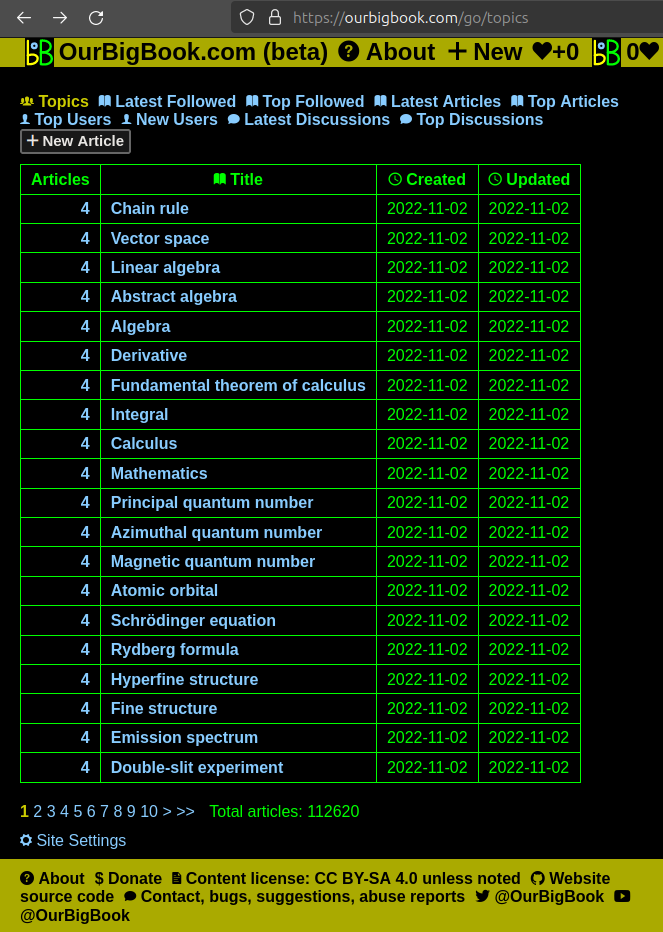 https://ourbigbook.com/go/topics
OurBigBook.com (beta) About New +0 0
Topics Latest Followed Top Followed Latest Articles Top Articles
Top Users New Users Latest Discussions Top Discussions
New Article
Articles Title Created Updated
4 Chain rule 2022-11-02 2022-11-02
4 Vector space 2022-11-02 2022-11-02
4 Linear algebra 2022-11-02 2022-11-02
4 Abstract algebra 2022-11-02 2022-11-02
4 Algebra 2022-11-02 2022-11-02
4 Derivative 2022-11-02 2022-11-02
4 Fundamental theorem of calculus 2022-11-02 2022-11-02
4 Integral 2022-11-02 2022-11-02
4 Calculus 2022-11-02 2022-11-02
4 Mathematics 2022-11-02 2022-11-02
4 Principal quantum number 2022-11-02 2022-11-02
4 Azimuthal quantum number 2022-11-02 2022-11-02
4 Magnetic quantum number 2022-11-02 2022-11-02
4 Atomic orbital 2022-11-02 2022-11-02
4 Schrödinger equation 2022-11-02 2022-11-02
4 Rydberg formula 2022-11-02 2022-11-02
4 Hyperfine structure 2022-11-02 2022-11-02
4 Fine structure 2022-11-02 2022-11-02
4 Emission spectrum 2022-11-02 2022-11-02
4 Double-slit experiment 2022-11-02 2022-11-02
1 2 3 4 5 6 7 8 9 10 > >> Total articles: 112620
Site Settings
About $ Donate Content license: CC BY-SA 4.0 unless noted Website
source code Contact, bugs, suggestions, abuse reports @OurBigBook
@OurBigBook